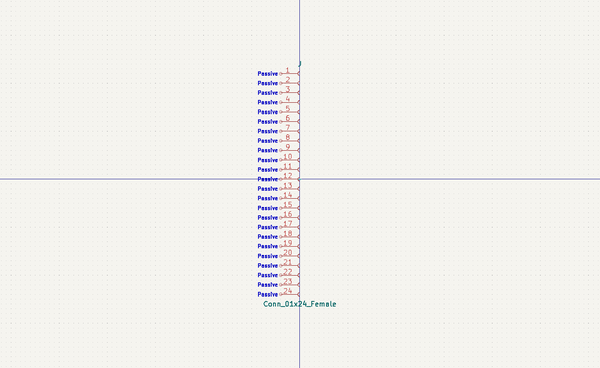 J
Passive 1
Passive 2
Passive 3
Passive 4
Passive 5
Passive 6
Passive 7
Passive 8
Passive 9
Passive 10
Passive 11
Passive 12
Passive 13
Passive 14
Passive 15
Passive 16
Passive 17
Passive 18
Passive 19
Passive 20
Passive 21
Passive 22
Passive 23
Passive 24
Conn_01x24_Female